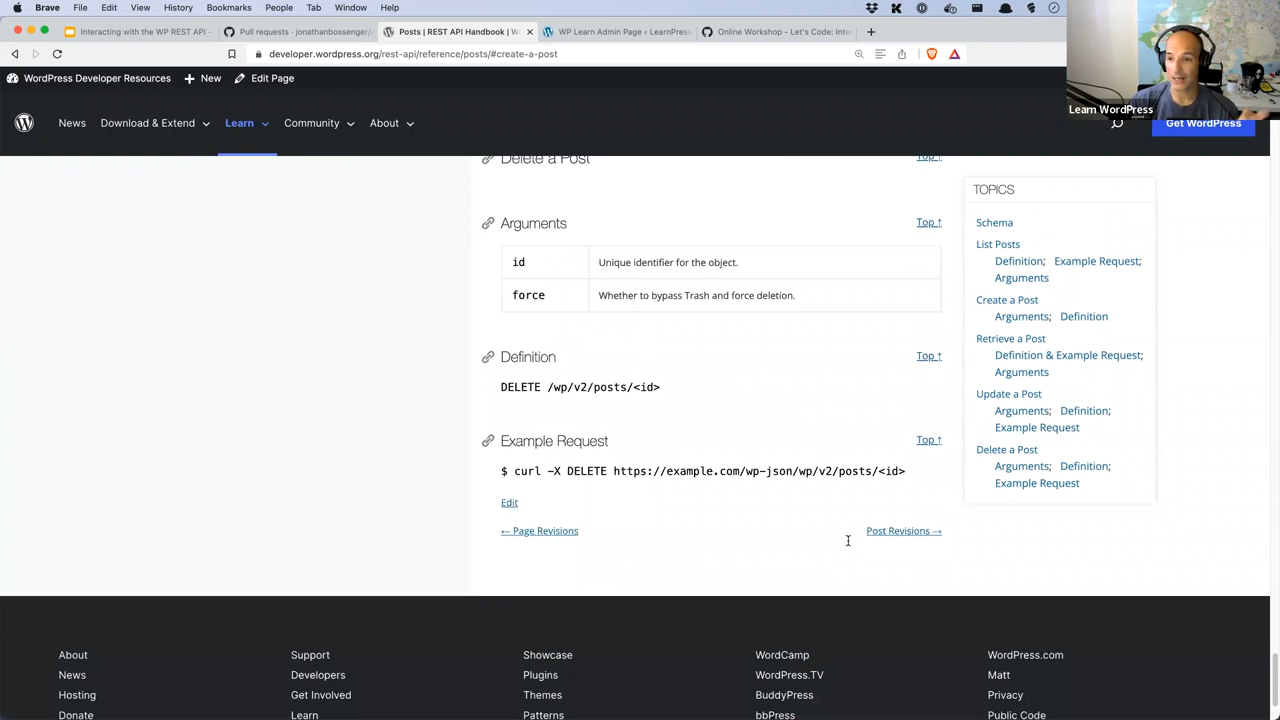 Brave File Edit View History Bookmarks People Tab Window Help
Interacting with the WP REST API -
Pull requests · jonathanbossenger/
Posts | REST API Handbook | W
WP Learn Admin Page ‹ LearnPress
Online Workshop - Let's Code: Inte
developer.wordpress.org/rest-api/reference/posts/#create-a-post
WordPress Developer Resources New Edit Page
Learn WordPress
News Download & Extend Learn Community About Get WordPress
Delete a Post Top ↑
Arguments Top ↑
id Unique identifier for the object.
force Whether to bypass Trash and force deletion.
Definition Top ↑
DELETE /wp/v2/posts/<id>
Example Request Top ↑
$ curl -X DELETE https://example.com/wp-json/wp/v2/posts/<id>
Edit
← Page Revisions Post Revisions →
TOPICS
Schema
List Posts
Definition; Example Request;
Arguments
Create a Post
Arguments; Definition
Retrieve a Post
Definition & Example Request;
Arguments
Update a Post
Arguments; Definition;
Example Request
Delete a Post
Arguments; Definition;
Example Request
About Support Showcase WordCamp WordPress.com
News Developers Plugins WordPress.TV Matt
Hosting Get Involved Themes BuddyPress Privacy
Donate Learn Patterns bbPress Public Code